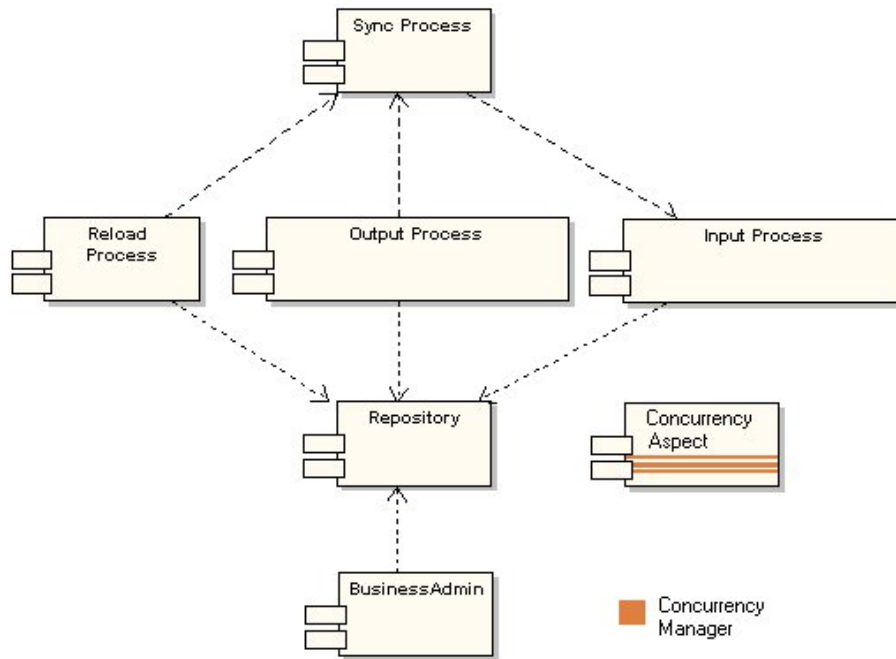 Sync Process
Reload
Process
Output Process
Input Process
Repository
Concurrency
Aspect
BusinessAdmin
Concurrency
Manager